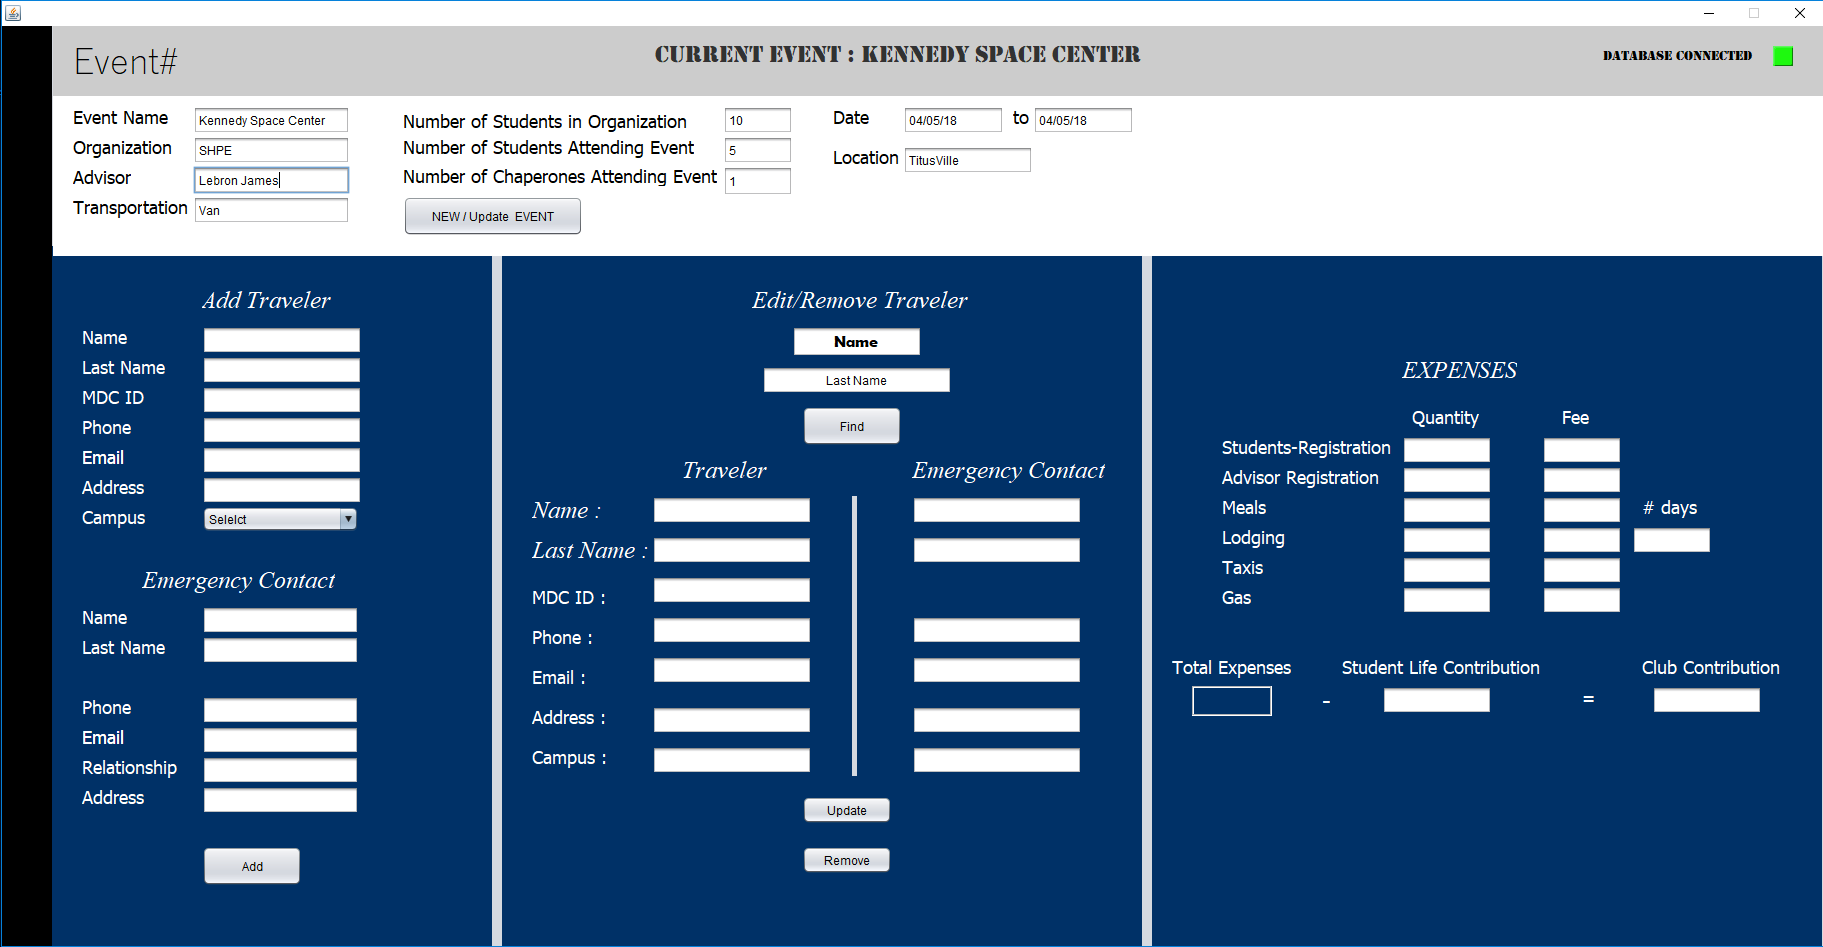 Event#
CURRENT EVENT : KENNEDY SPACE CENTER
DATABASE CONNECTED
Event Name Kennedy Space Center
Organization SHPE
Advisor Lebron James
Transportation Van
Number of Students in Organization 10
Number of Students Attending Event 5
Number of Chaperones Attending Event 1
NEW / Update EVENT
Date 04/05/18 to 04/05/18
Location TitusVille
Add Traveler
Name
Last Name
MDC ID
Phone
Email
Address
Campus Selelct
Emergency Contact
Name
Last Name
Phone
Email
Relationship
Address
Add
Edit/Remove Traveler
Name
Last Name
Find
Traveler Emergency Contact
Name :
Last Name :
MDC ID :
Phone :
Email :
Address :
Campus :
Update
Remove
EXPENSES
Quantity Fee
Students-Registration
Advisor Registration
Meals # days
Lodging
Taxis
Gas
Total Expenses Student Life Contribution Club Contribution
- =